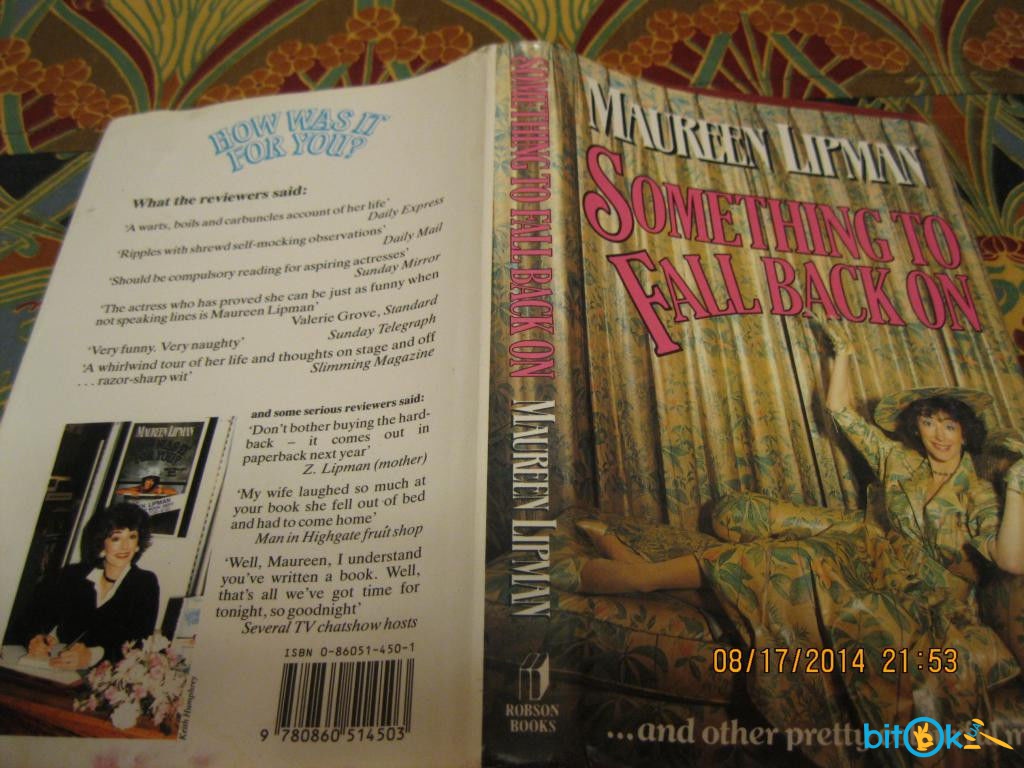 HOW WAS IT
FOR YOU?
What the reviewers said:
'A warts, boils and carbuncles account of her life'
Daily Express
'Ripples with shrewd self-mocking observations'
Daily Mail
'Should be compulsory reading for aspiring actresses'
Sunday Mirror
'The actress who has proved she can be just as funny when
not speaking lines is Maureen Lipman'
Valerie Grove, Standard
'Very funny. Very naughty'
Sunday Telegraph
'A whirlwind tour of her life and thoughts on stage and off
. . . razor-sharp wit'
Slimming Magazine
and some serious reviewers said:
'Don't bother buying the hard-
back – it comes out in
paperback next year'
Z. Lipman (mother)
'My wife laughed so much at
your book she fell out of bed
and had to come home'
Man in Highgate fruit shop
'Well, Maureen, I understand
you've written a book. Well,
that's all we've got time for
tonight, so goodnight'
Several TV chatshow hosts
MAUREEN LIPMAN
Keith Humphrey
ISBN 0-86051-450-1
9 780860 514503
SOMETHING TO FALL BACK ON MAUREEN LIPMAN
ROBSON
BOOKS
MAUREEN LIPMAN
SOMETHING TO
FALL BACK ON
...and other pretty
08/17/2014 21:53
bitOk